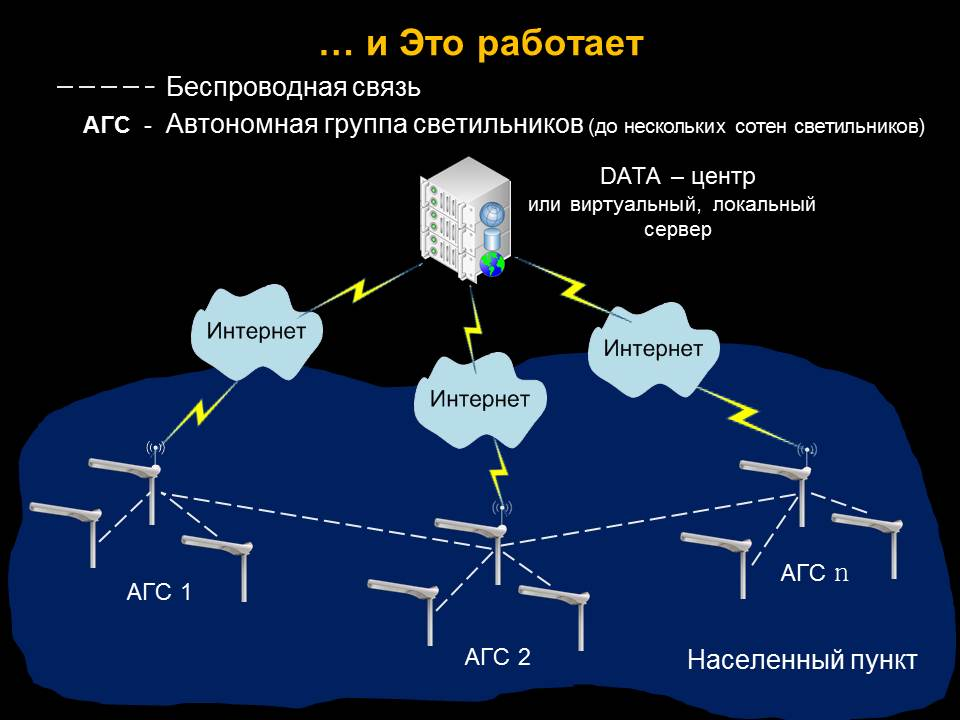 … и Это работает
Беспроводная связь
АГС - Автономная группа светильников (до нескольких сотен светильников)
DATA – центр
или виртуальный, локальный
сервер
Интернет
Интернет
Интернет
АГС 1
АГС 2
АГС n
Населенный пункт